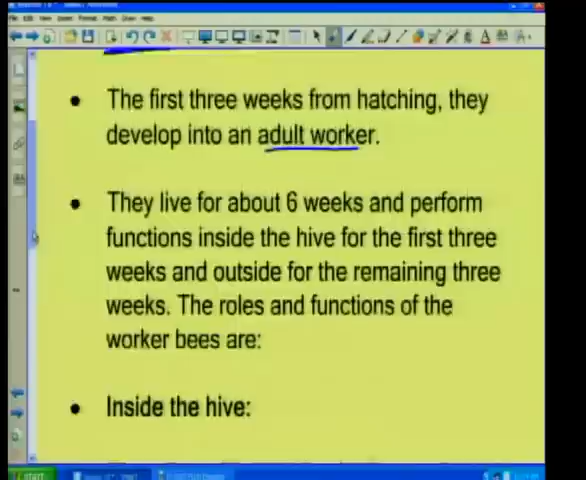 The first three weeks from hatching, they
develop into an adult worker.
They live for about 6 weeks and perform
functions inside the hive for the first three
weeks and outside for the remaining three
weeks. The roles and functions of the
worker bees are:
Inside the hive:
START